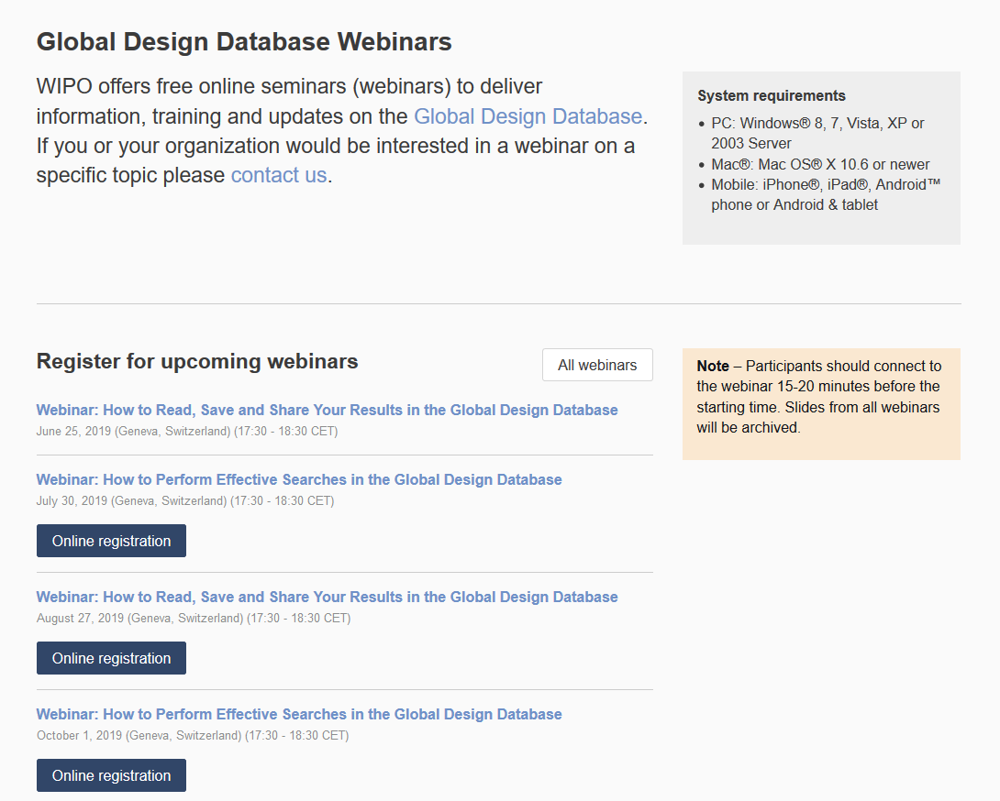 Global Design Database Webinars
WIPO offers free online seminars (webinars) to deliver
information, training and updates on the Global Design Database.
If you or your organization would be interested in a webinar on a
specific topic please contact us.
System requirements
• PC: Windows® 8, 7, Vista, XP or
2003 Server
• Mac®: Mac OS® X 10.6 or newer
• Mobile: iPhone®, iPad®, Android™
phone or Android & tablet
Register for upcoming webinars
All webinars
Webinar: How to Read, Save and Share Your Results in the Global Design Database
June 25, 2019 (Geneva, Switzerland) (17:30 - 18:30 CET)
Webinar: How to Perform Effective Searches in the Global Design Database
July 30, 2019 (Geneva, Switzerland) (17:30 - 18:30 CET)
Online registration
Webinar: How to Read, Save and Share Your Results in the Global Design Database
August 27, 2019 (Geneva, Switzerland) (17:30 - 18:30 CET)
Online registration
Webinar: How to Perform Effective Searches in the Global Design Database
October 1, 2019 (Geneva, Switzerland) (17:30 - 18:30 CET)
Online registration
Note – Participants should connect to
the webinar 15-20 minutes before the
starting time. Slides from all webinars
will be archived.